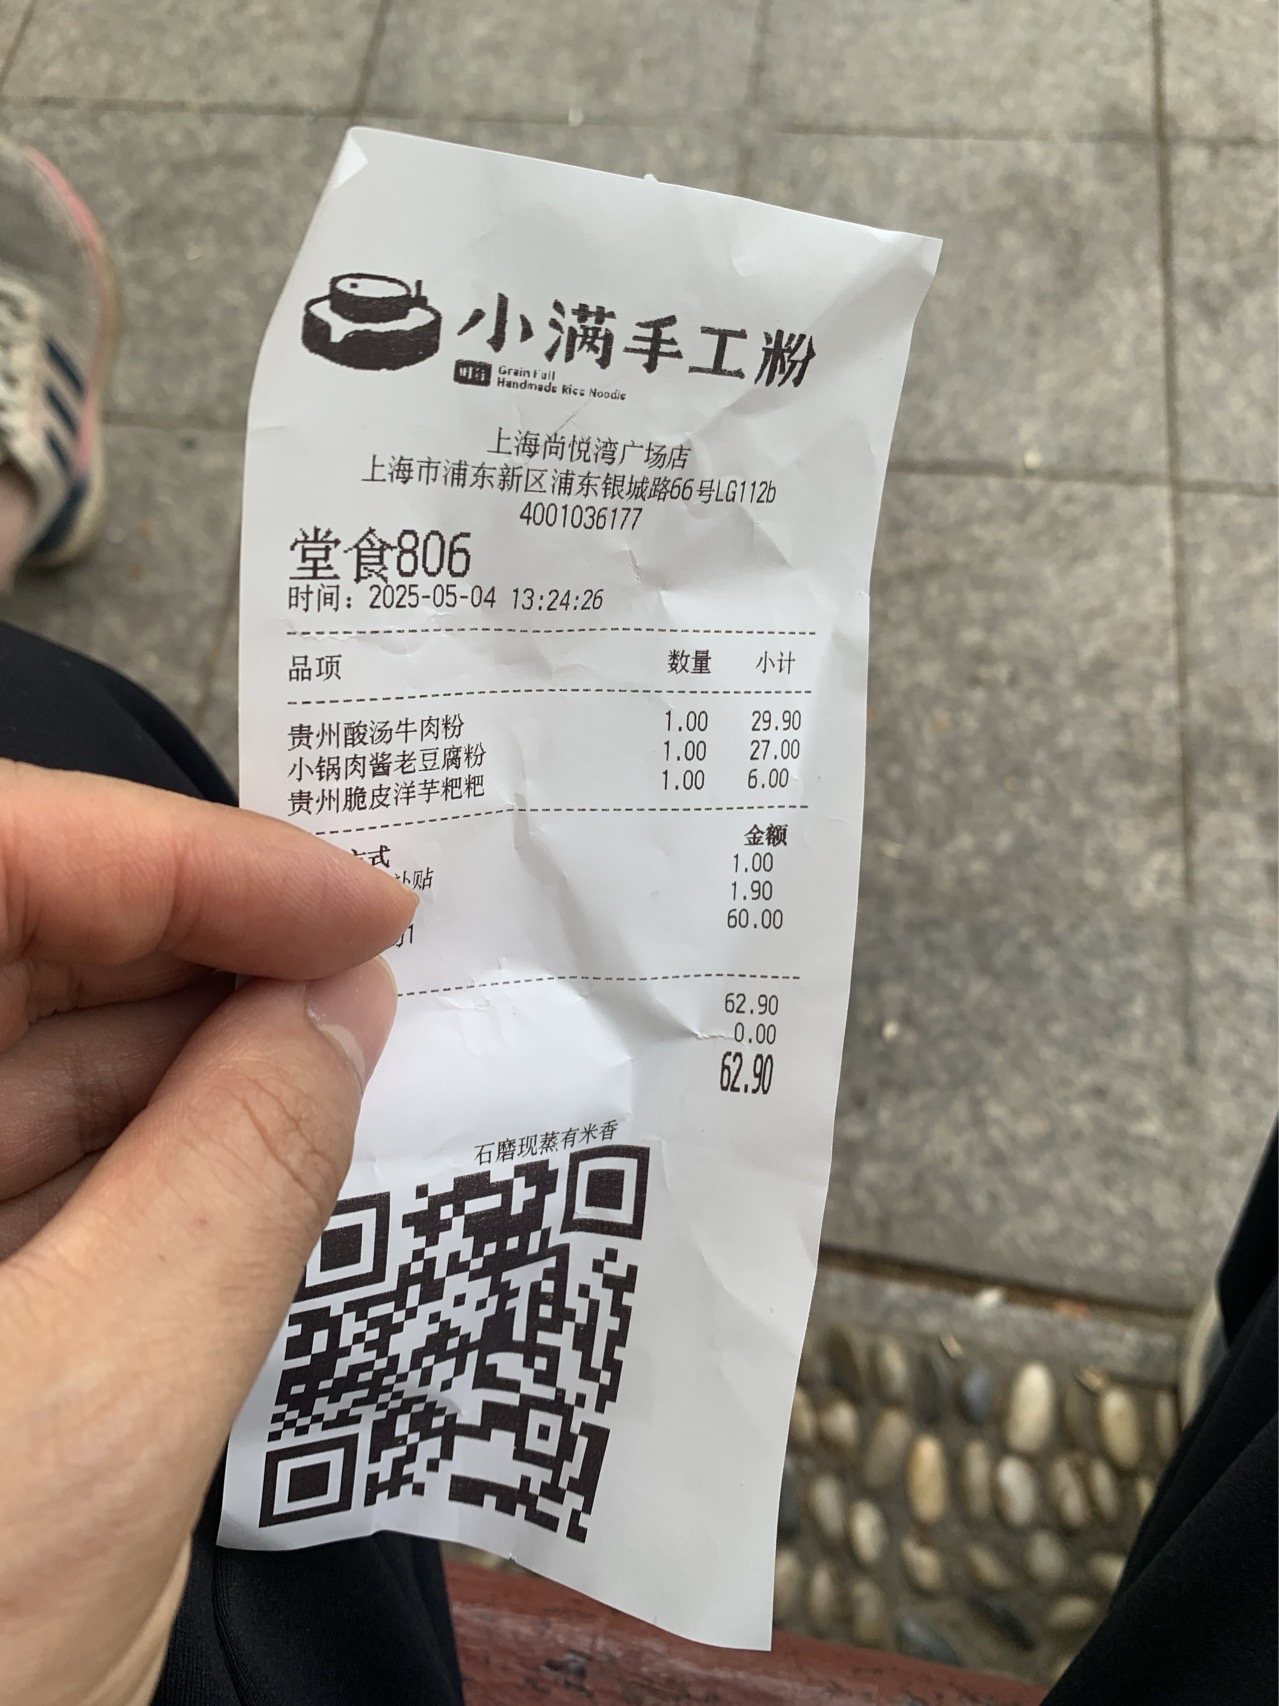 小满手工粉
Grain Full
Handmade Rice Noodle
上海尚悦湾广场店
上海市浦东新区浦东银城路66号LG112b
4001036177
堂食806
时间：2025-05-04 13:24:26
品项 数量 小计
贵州酸汤牛肉粉 1.00 29.90
小锅肉酱老豆腐粉 1.00 27.00
贵州脆皮洋芋粑粑 1.00 6.00
方式 金额
补贴 1.00
1.90
1 60.00
62.90
0.00
62.90
石磨现蒸有米香